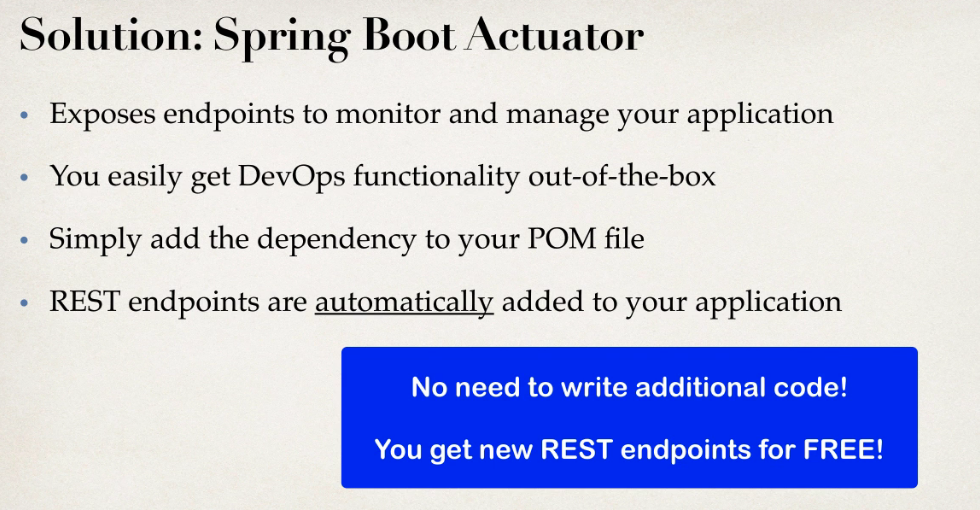 Solution: Spring Boot Actuator
• Exposes endpoints to monitor and manage your application
• You easily get DevOps functionality out-of-the-box
• Simply add the dependency to your POM file
• REST endpoints are automatically added to your application
No need to write additional code!
You get new REST endpoints for FREE!